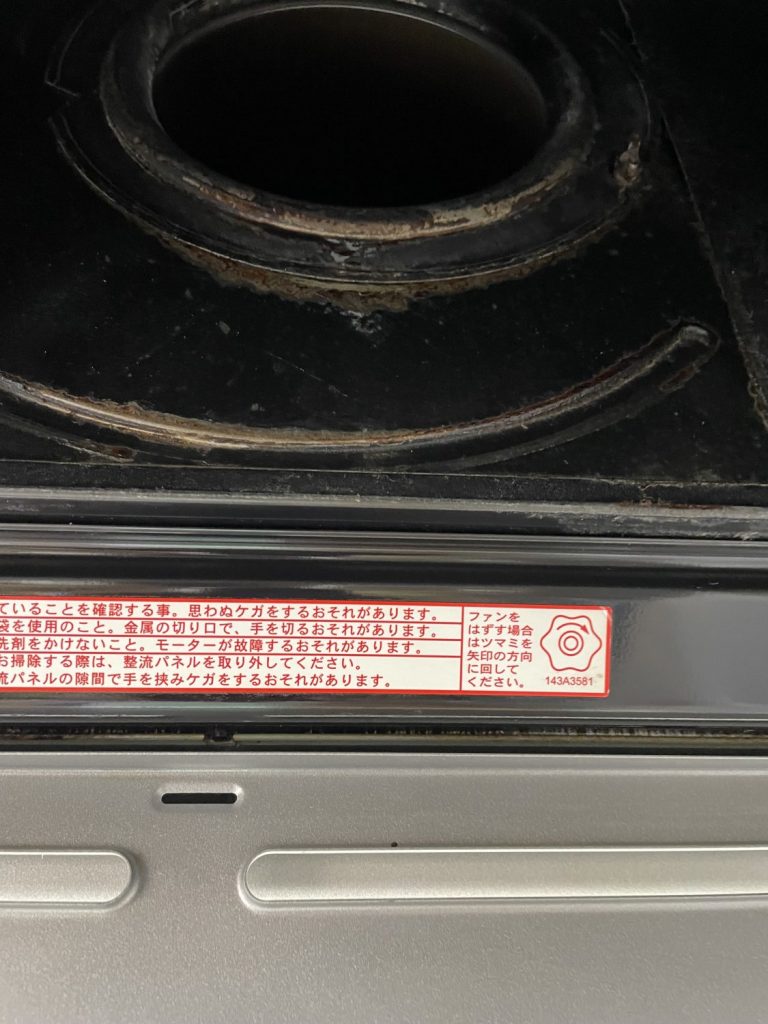 ていることを確認する事。思わぬケガをするおそれがあります。
袋を使用のこと。金属の切り口で、手を切るおそれがあります。
洗剤をかけないこと。モーターが故障するおそれがあります。
お掃除する際は、整流パネルを取り外してください。
流パネルの隙間で手を挟みケガをするおそれがあります。
ファンを
はずす場合
はツマミを
矢印の方向
に回して
ください。
143A3581